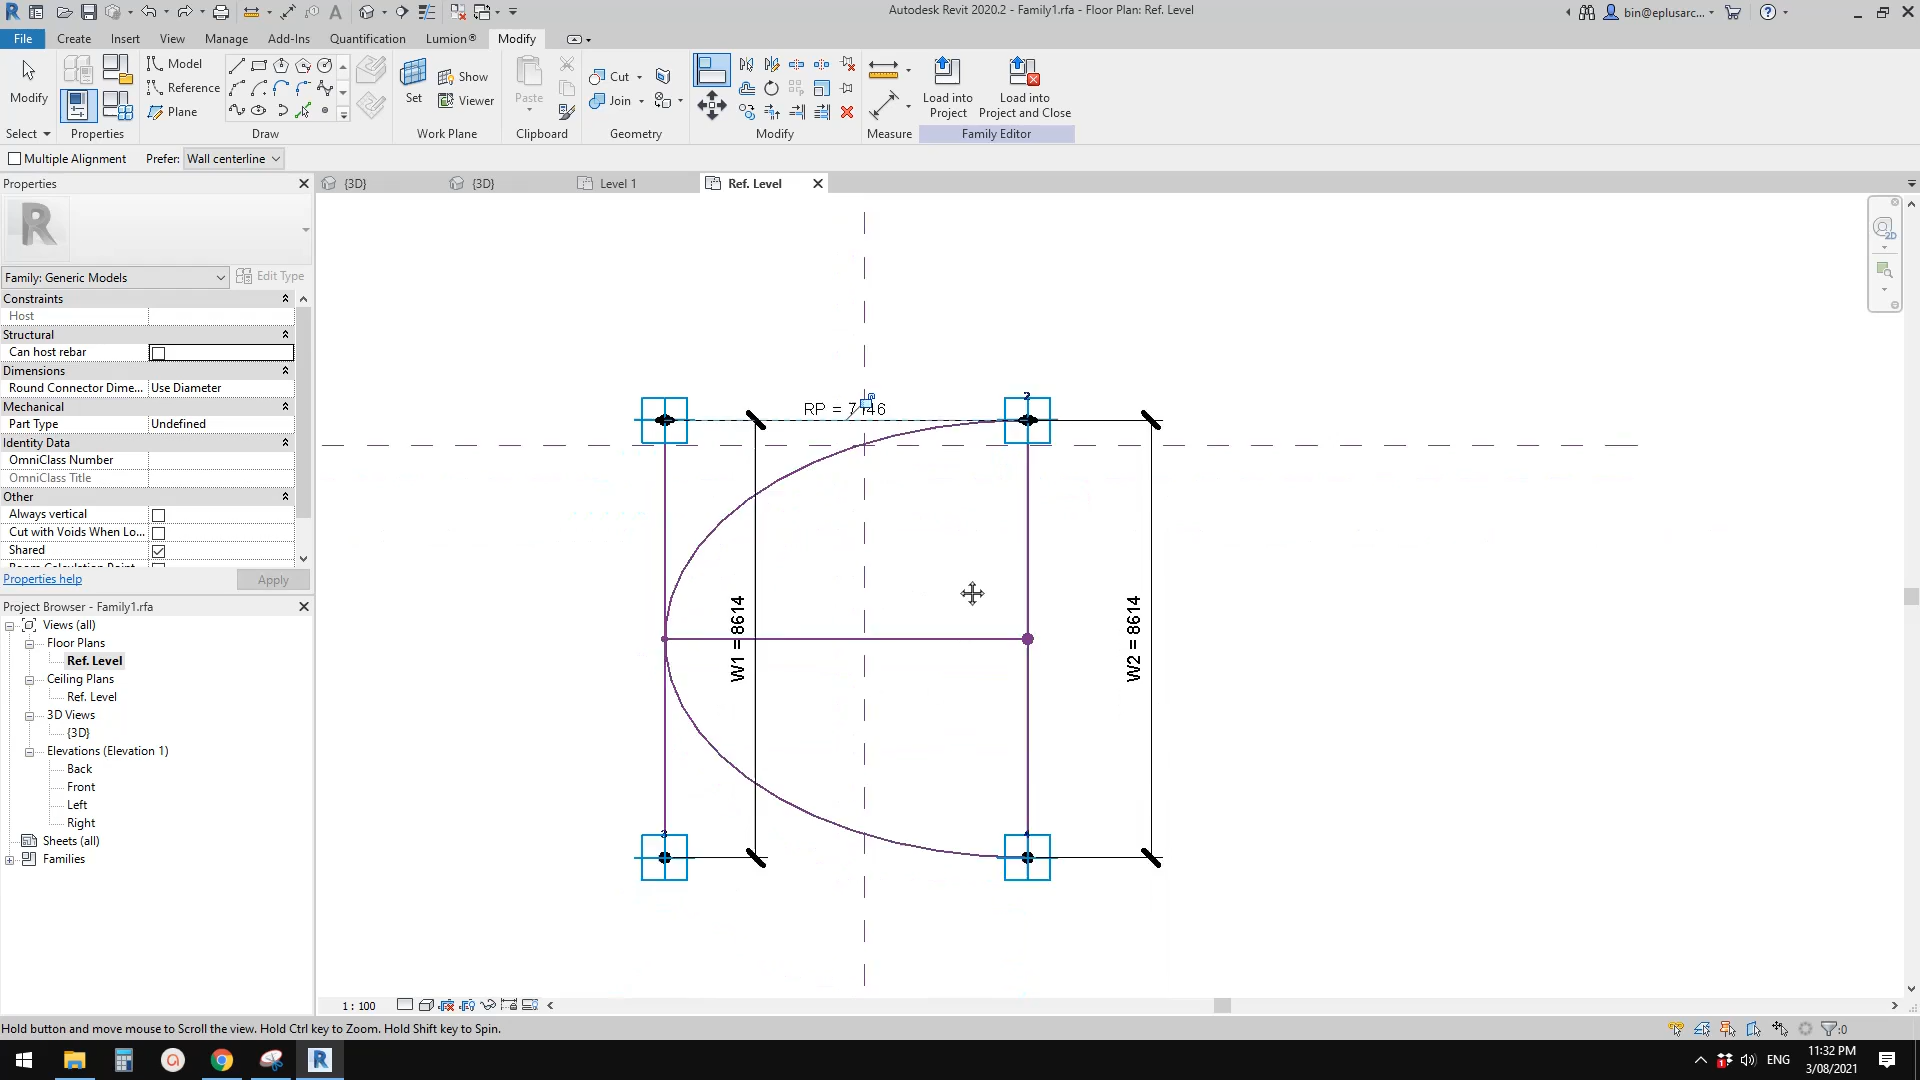 Autodesk Revit 2020.2 - Family1.rfa - Floor Plan: Ref. Level
bin@eplusarc...
File Create Insert View Manage Add-Ins Quantification Lumion® Modify
Modify
Select
Properties
Model
Reference
Plane
Draw
Set
Show
Viewer
Work Plane
Paste
Clipboard
Cut
Join
Geometry
Modify
Measure
Load into
Project
Load into
Project and Close
Family Editor
Multiple Alignment Prefer: Wall centerline
Properties
{3D} {3D} Level 1 Ref. Level
Family: Generic Models
Edit Type
Constraints
Host
Structural
Can host rebar
Dimensions
Round Connector Dime... Use Diameter
Mechanical
Part Type Undefined
Identity Data
OmniClass Number
OmniClass Title
Other
Always vertical
Cut with Voids When Lo...
Shared
Properties help
Apply
Project Browser - Family1.rfa
Views (all)
Floor Plans
Ref. Level
Ceiling Plans
Ref. Level
3D Views
{3D}
Elevations (Elevation 1)
Back
Front
Left
Right
Sheets (all)
Families
W1 = 8614
W2 = 8614
1 : 100
Hold button and move mouse to Scroll the view. Hold Ctrl key to Zoom. Hold Shift key to Spin.
:0
ENG
11:32 PM
3/08/2021